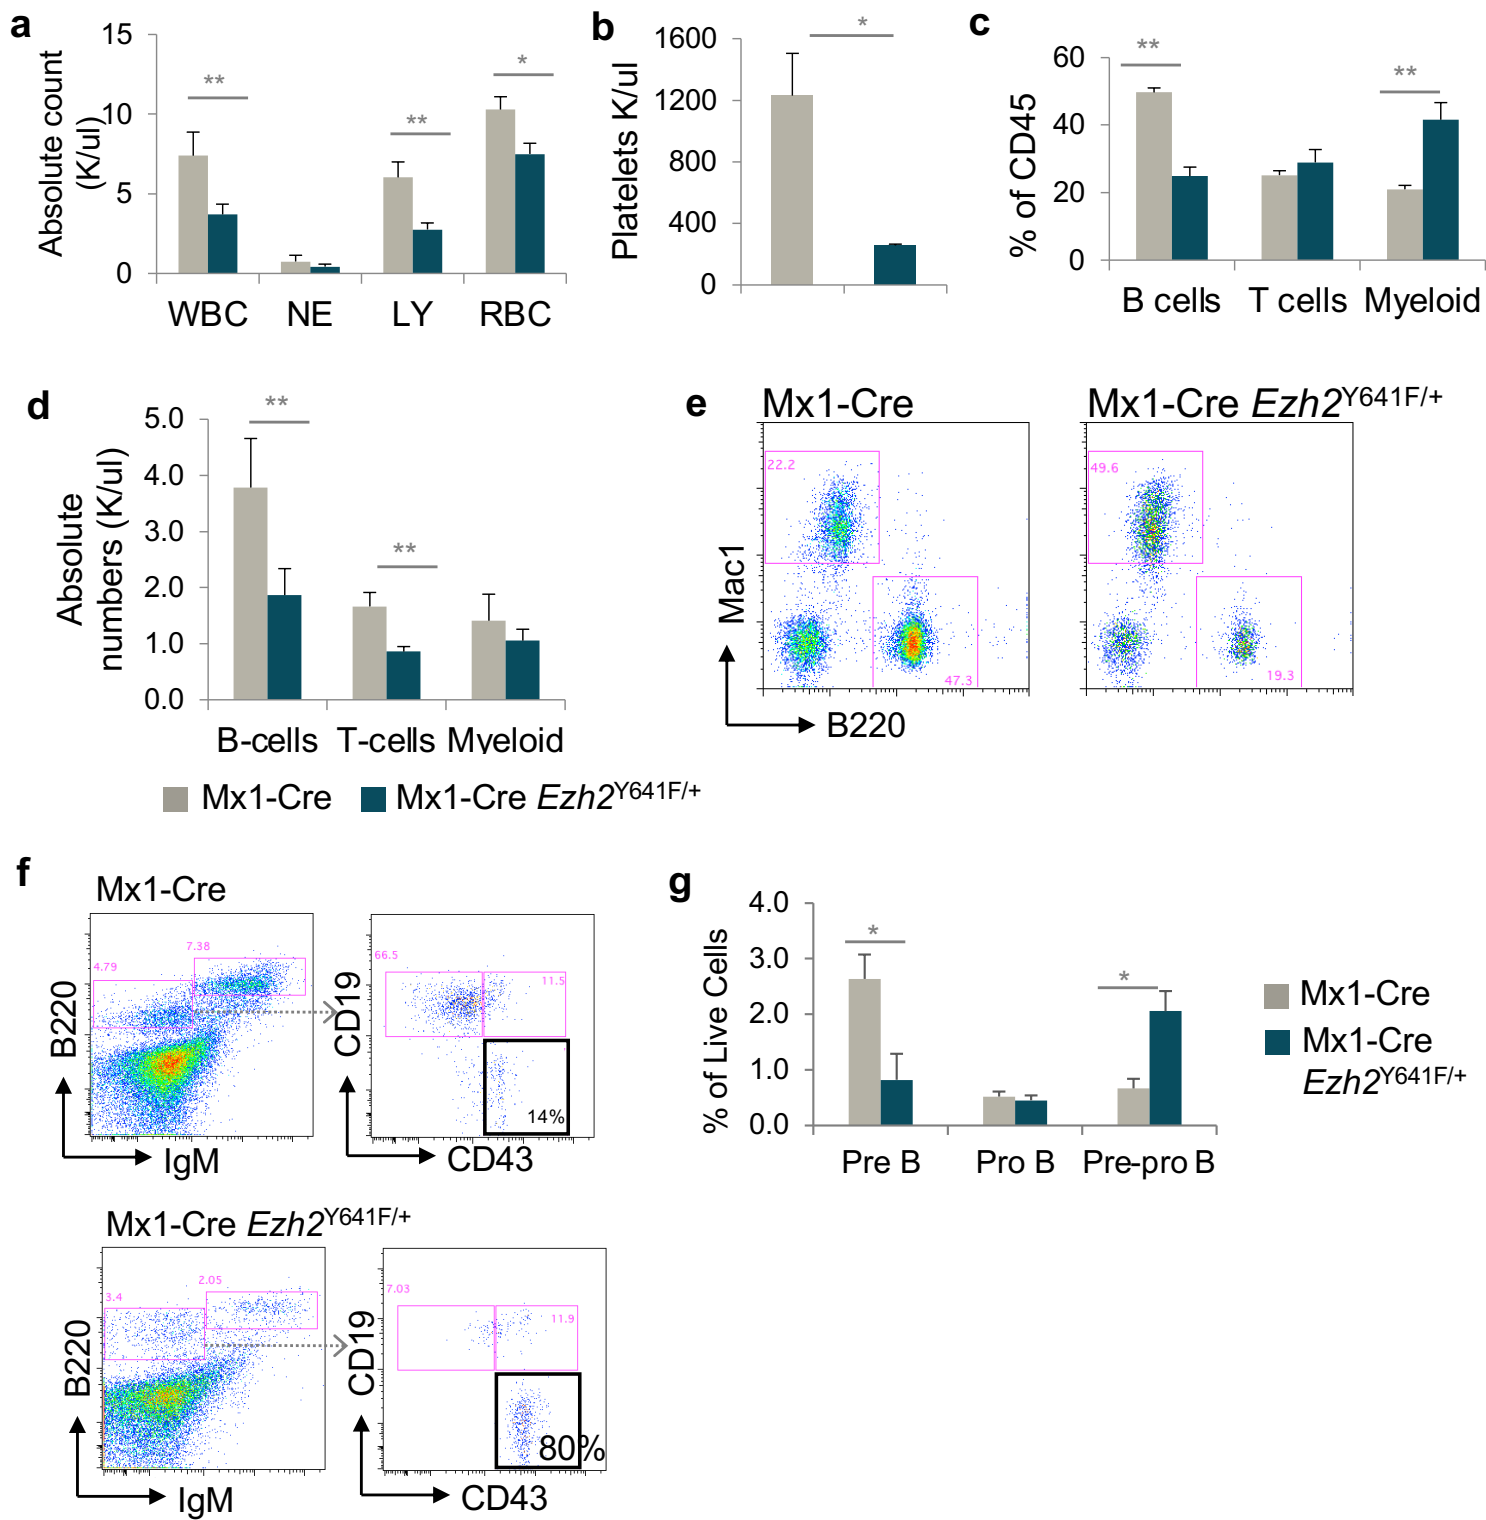 a
Absolute count
(K/ul)
15
10
5
0
**
**
*
WBC NE LY RBC
b
Platelets K/ul
1600
1200
800
400
0
*
c
% of CD45
60
40
20
0
**
**
B cells T cells Myeloid
d
Absolute
numbers (K/ul)
5.0
4.0
3.0
2.0
1.0
0.0
**
**
B-cells T-cells Myeloid
Mx1-Cre Mx1-Cre Ezh2Y641F/+
e
Mx1-Cre Mx1-Cre Ezh2Y641F/+
22.2
47.3
49.6
19.3
Mac1
B220
f
Mx1-Cre
4.79
7.38
B220
IgM
66.5
11.5
14%
CD19
CD43
Mx1-Cre Ezh2Y641F/+
3.4
2.05
B220
IgM
7.03
11.9
80%
CD19
CD43
g
% of Live Cells
4.0
3.0
2.0
1.0
0.0
*
*
Pre B Pro B Pre-pro B
Mx1-Cre
Mx1-Cre
Ezh2Y641F/+